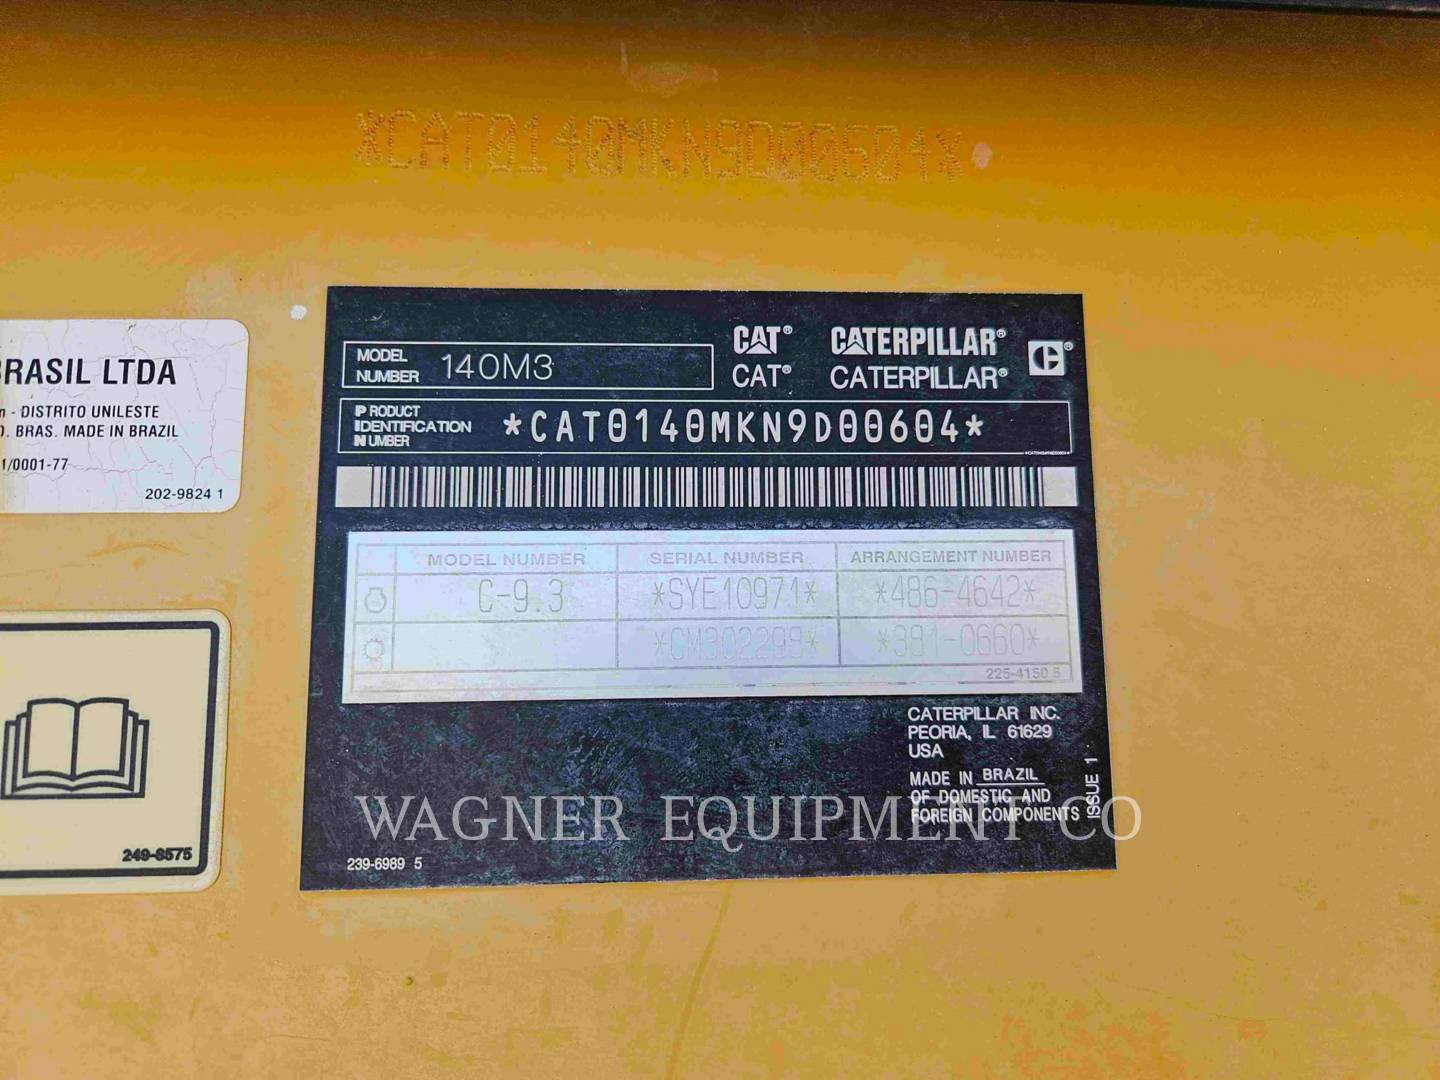 *CAT0140MKN9D00604*
BRASIL LTDA
- DISTRITO UNILESTE
BRAS. MADE IN BRAZIL
1/0001-77
202-9824 1
249-8575
MODEL NUMBER 140M3
CAT® CATERPILLAR®
CAT® CATERPILLAR®
PRODUCT IDENTIFICATION NUMBER *CAT0140MKN9D00604*
MODEL NUMBER SERIAL NUMBER ARRANGEMENT NUMBER
C-9.3 *SYE10971* *486-4642*
*CM302298* *381-0660*
225-4150 5
CATERPILLAR INC.
PEORIA, IL 61629
USA
MADE IN BRAZIL
OF DOMESTIC AND
FOREIGN COMPONENTS
ISSUE 1
239-6989 5
WAGNER EQUIPMENT CO